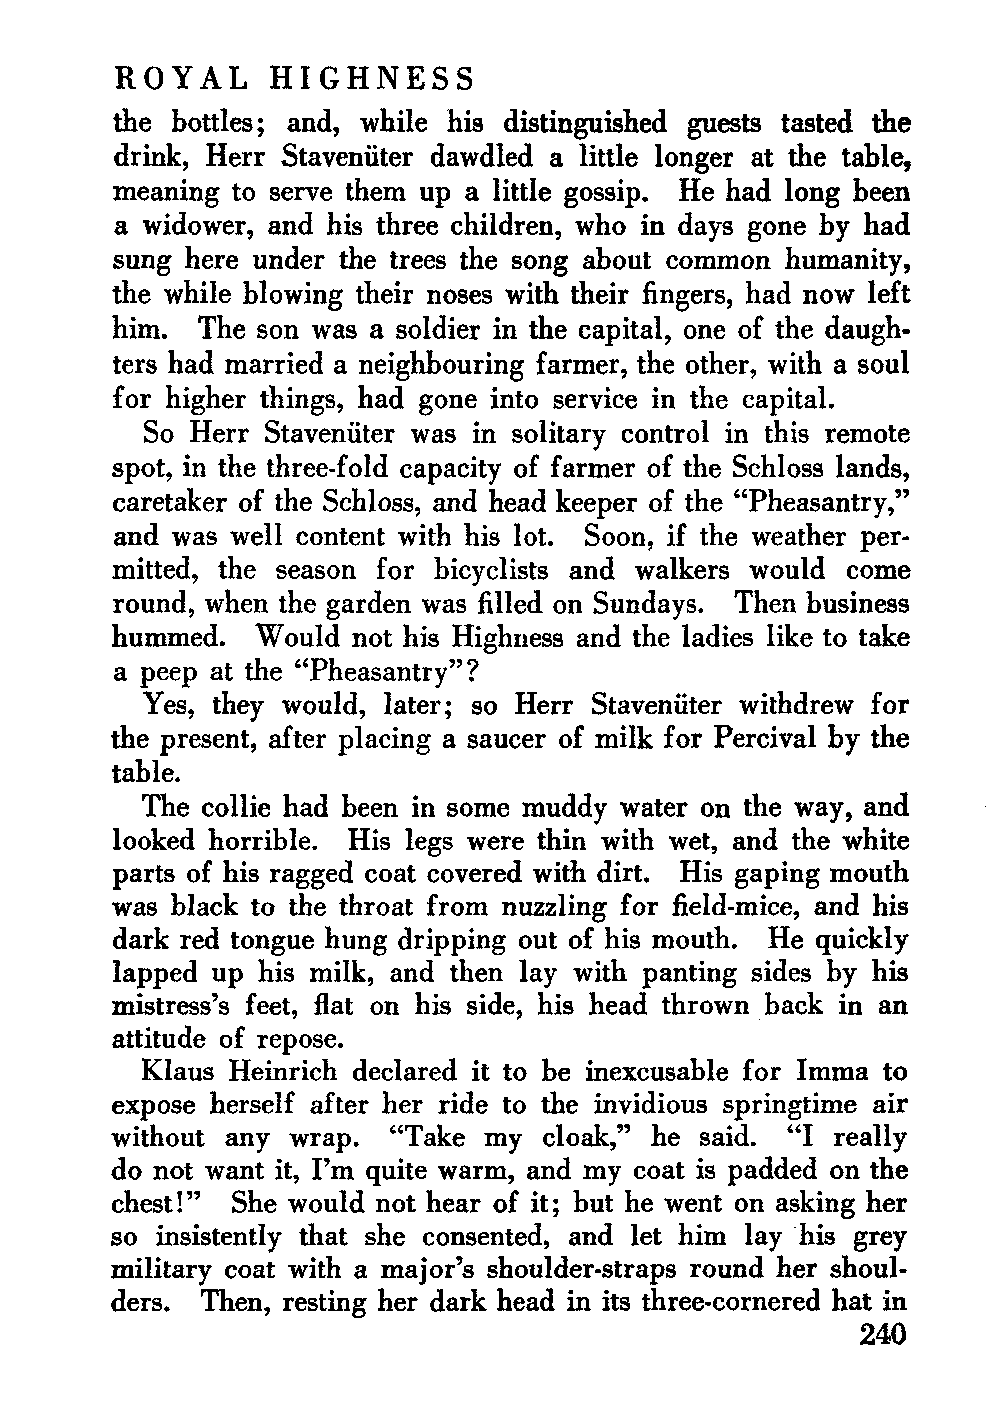 ROYAL HIGHNESS
the bottles; and, while his distinguished guests tasted the
drink, Herr Stavenüter dawdled a little longer at the table,
meaning to serve them up a little gossip. He had long been
a widower, and his three children, who in days gone by had
sung here under the trees the song about common humanity,
the while blowing their noses with their fingers, had now left
him. The son was a soldier in the capital, one of the daugh-
ters had married a neighbouring farmer, the other, with a soul
for higher things, had gone into service in the capital.
So Herr Stavenüter was in solitary control in this remote
spot, in the three-fold capacity of farmer of the Schloss lands,
caretaker of the Schloss, and head keeper of the “Pheasantry,”
and was well content with his lot. Soon, if the weather per-
mitted, the season for bicyclists and walkers would come
round, when the garden was filled on Sundays. Then business
hummed. Would not his Highness and the ladies like to take
a peep at the “Pheasantry”?
Yes, they would, later; so Herr Stavenüter withdrew for
the present, after placing a saucer of milk for Percival by the
table.
The collie had been in some muddy water on the way, and
looked horrible. His legs were thin with wet, and the white
parts of his ragged coat covered with dirt. His gaping mouth
was black to the throat from nuzzling for field-mice, and his
dark red tongue hung dripping out of his mouth. He quickly
lapped up his milk, and then lay with panting sides by his
mistress’s feet, flat on his side, his head thrown back in an
attitude of repose.
Klaus Heinrich declared it to be inexcusable for Imma to
expose herself after her ride to the invidious springtime air
without any wrap. “Take my cloak,” he said. “I really
do not want it, I’m quite warm, and my coat is padded on the
chest!” She would not hear of it; but he went on asking her
so insistently that she consented, and let him lay his grey
military coat with a major’s shoulder-straps round her shoul-
ders. Then, resting her dark head in its three-cornered hat in
240